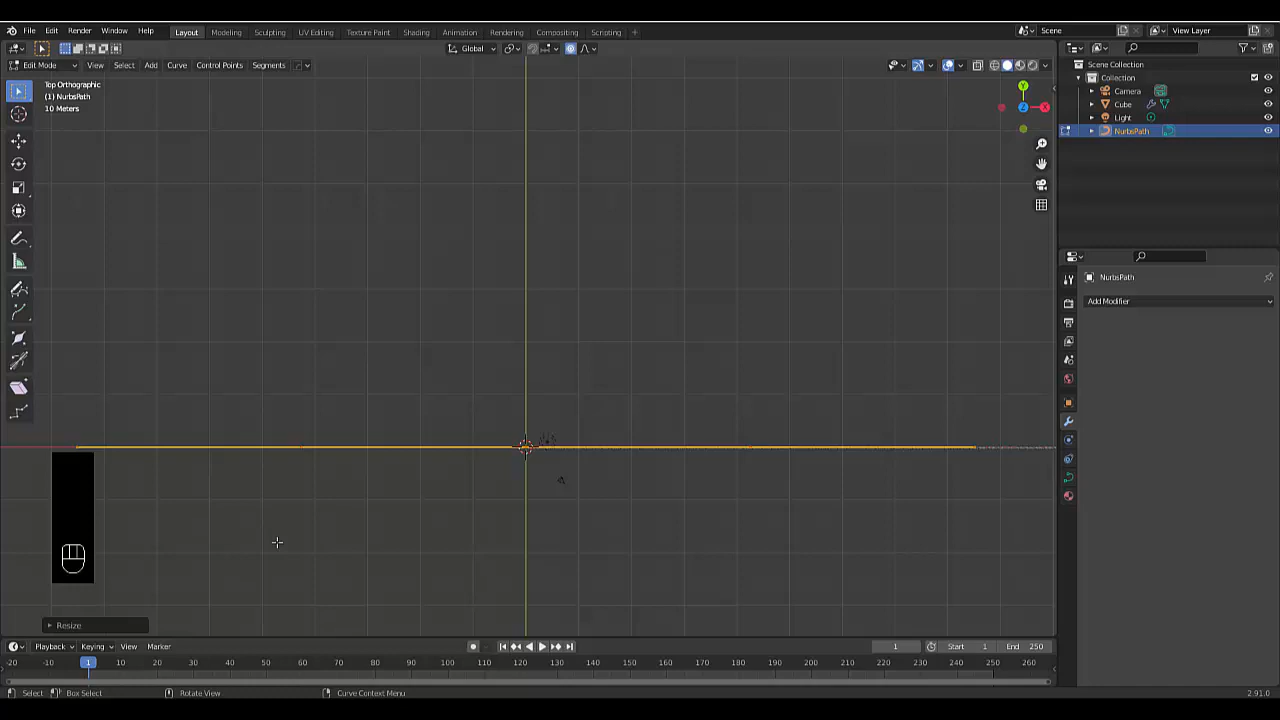 File Edit Render Window Help Layout Modeling Sculpting UV Editing Texture Paint Shading Animation Rendering Compositing Scripting + Scene View Layer
Global
Edit Mode View Select Add Curve Control Points Segments
Top Orthographic
(1) NurbsPath
10 Meters
Y
Z
X
Scene Collection
Collection
Camera
Cube
Light
NurbsPath
NurbsPath
Add Modifier
Resize
Playback Keying View Marker 1 Start 1 End 250
-20 -10 1 10 20 30 40 50 60 70 80 90 100 110 120 130 140 150 160 170 180 190 200 210 220 230 240 250 260
Select Box Select Rotate View Curve Context Menu 2.91.0